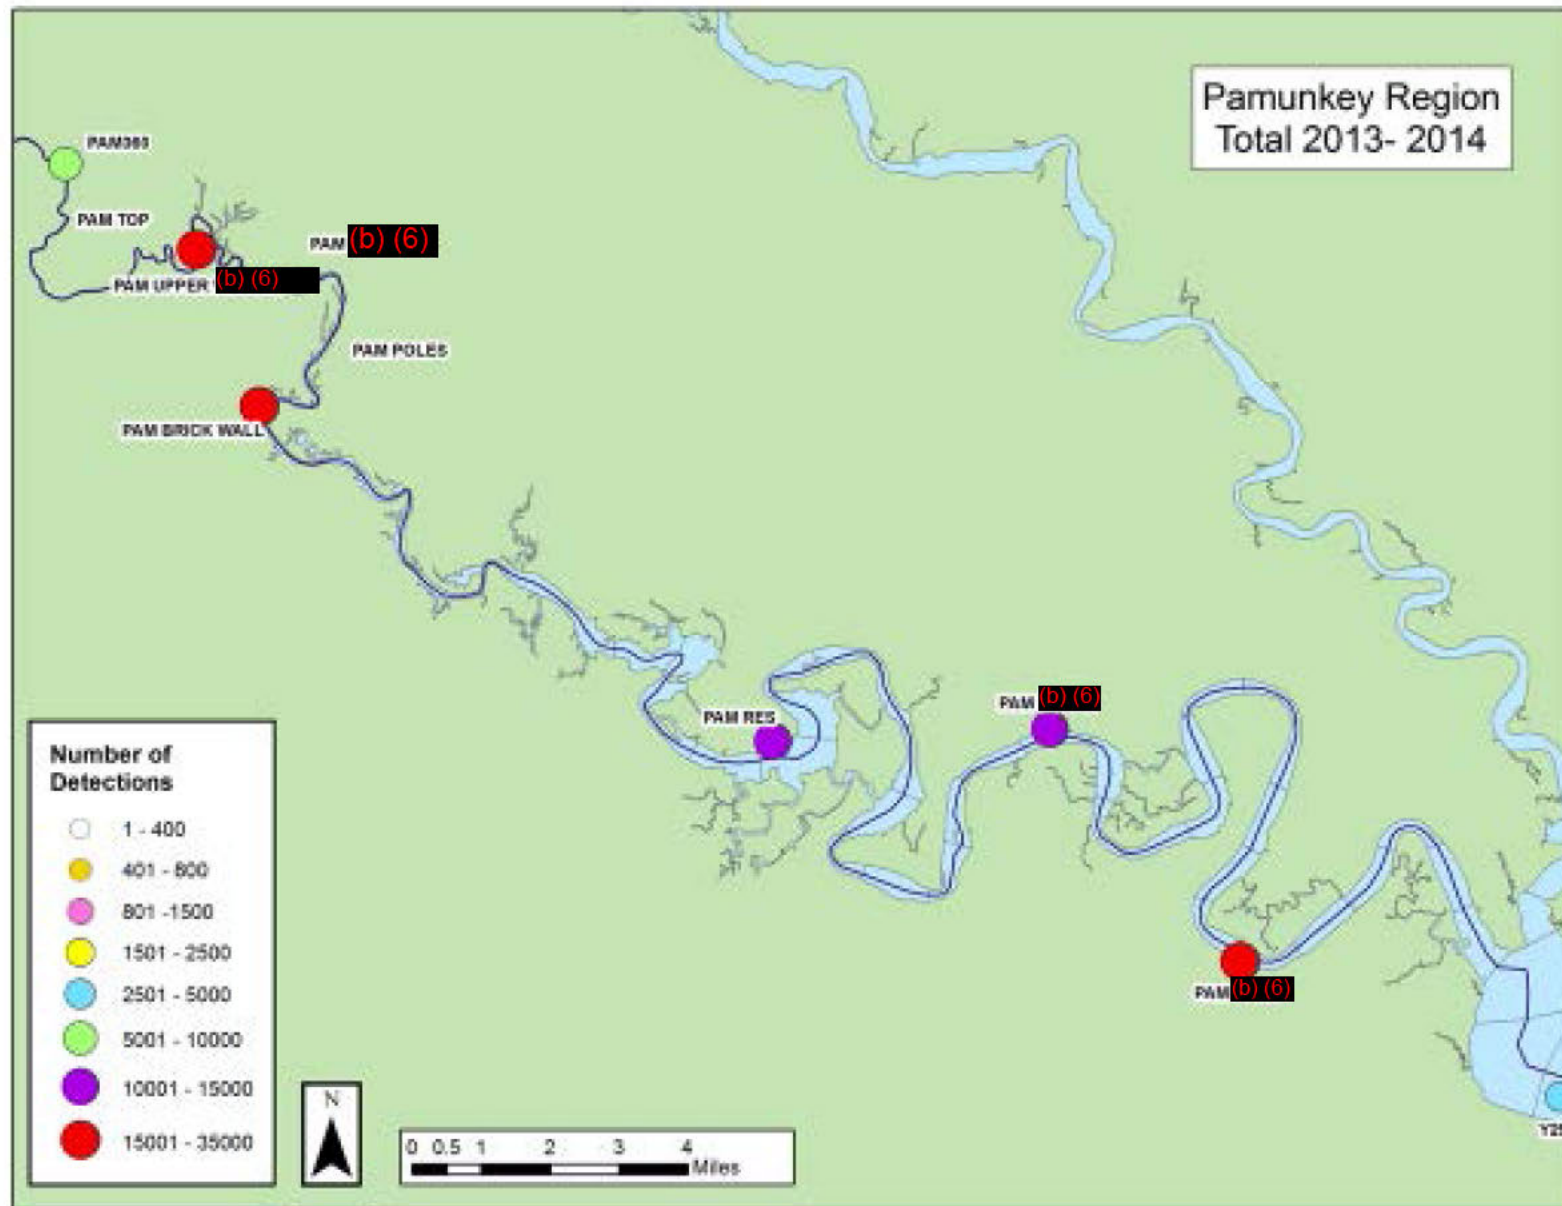 Pamunkey Region
Total 2013- 2014
PAM360
PAM TOP
PAM (b) (6)
PAM UPPER (b) (6)
PAM POLES
PAM BRICK WALL
PAM RES
PAM (b) (6)
PAM (b) (6)
Number of
Detections
1 - 400
401 - 800
801 -1500
1501 - 2500
2501 - 5000
5001 - 10000
10001 - 15000
15001 - 35000
N
0 0.5 1 2 3 4
Miles